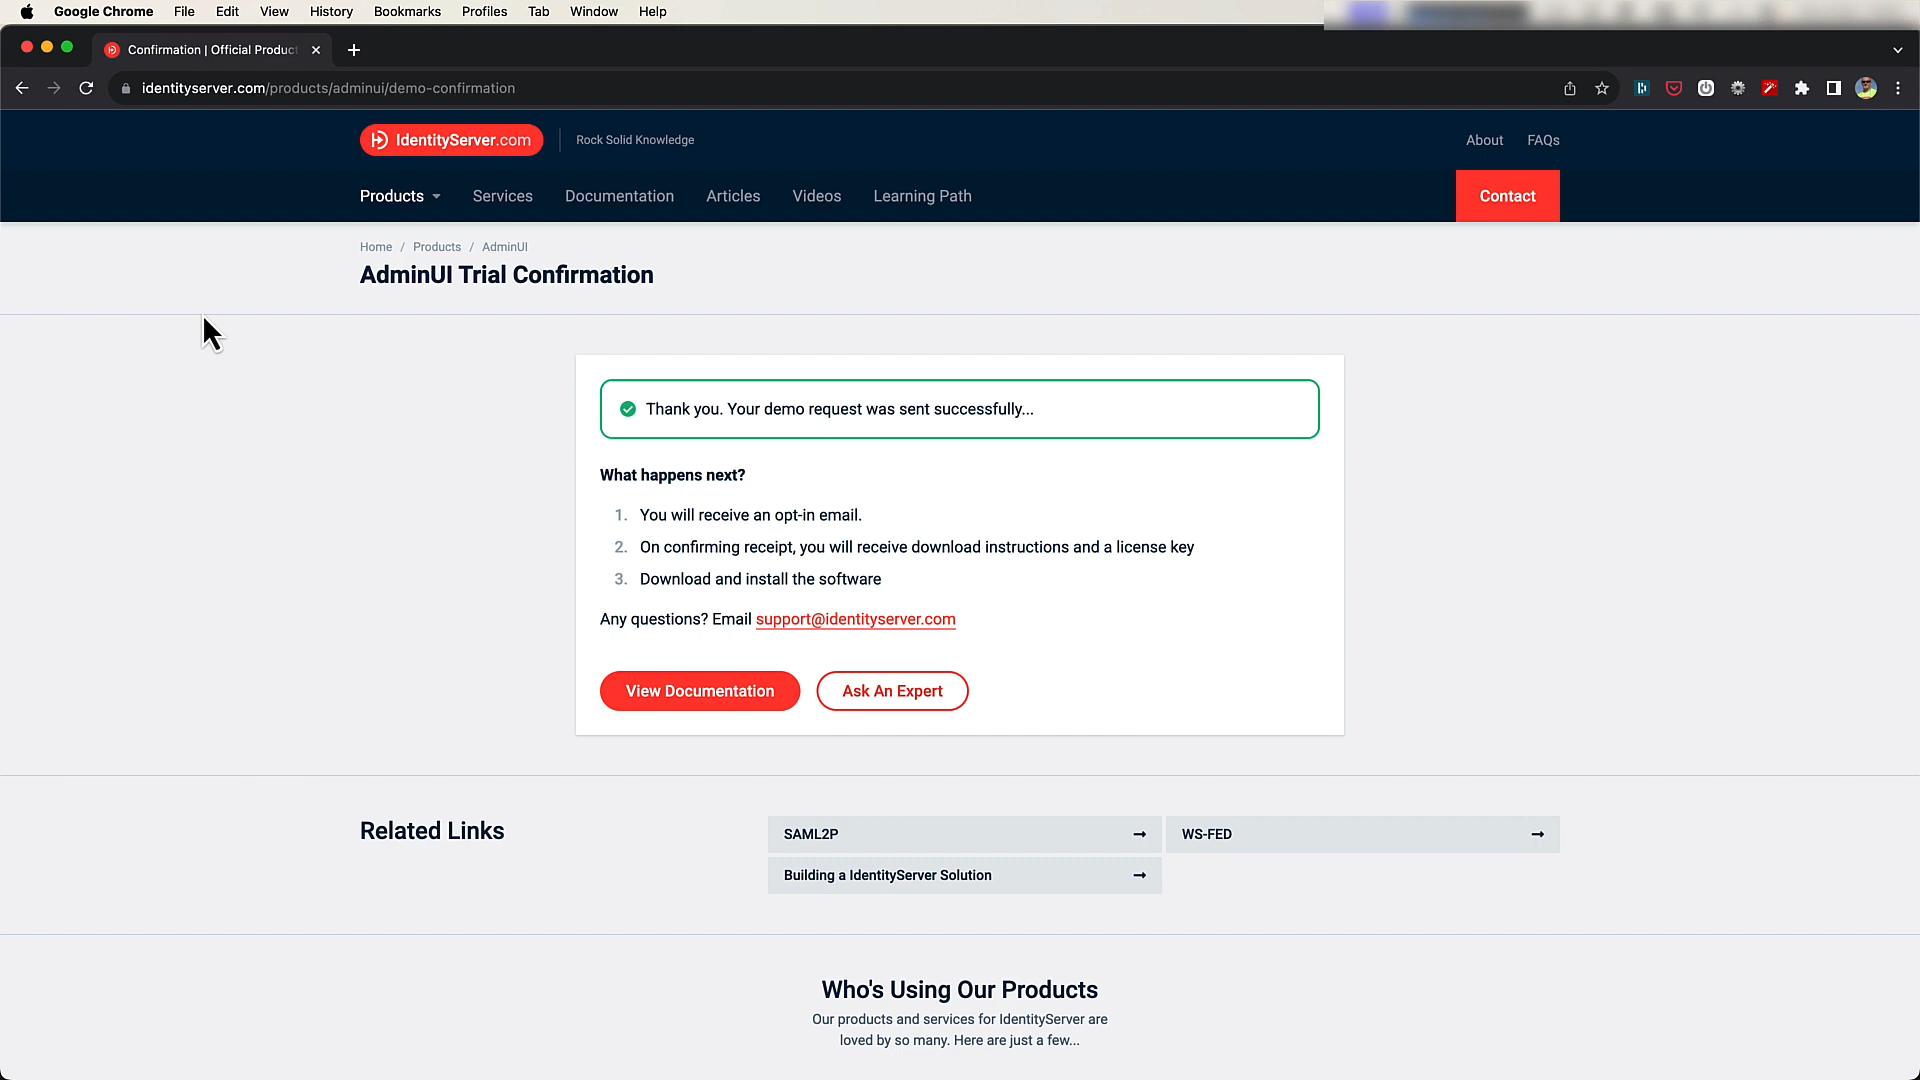 Google Chrome File Edit View History Bookmarks Profiles Tab Window Help
Confirmation | Official Product
identityserver.com/products/adminui/demo-confirmation
IdentityServer.com Rock Solid Knowledge About FAQs
Products Services Documentation Articles Videos Learning Path Contact
Home / Products / AdminUI
AdminUI Trial Confirmation
Thank you. Your demo request was sent successfully...
What happens next?
1. You will receive an opt-in email.
2. On confirming receipt, you will receive download instructions and a license key
3. Download and install the software
Any questions? Email support@identityserver.com
View Documentation Ask An Expert
Related Links
SAML2P → WS-FED →
Building a IdentityServer Solution →
Who's Using Our Products
Our products and services for IdentityServer are
loved by so many. Here are just a few...